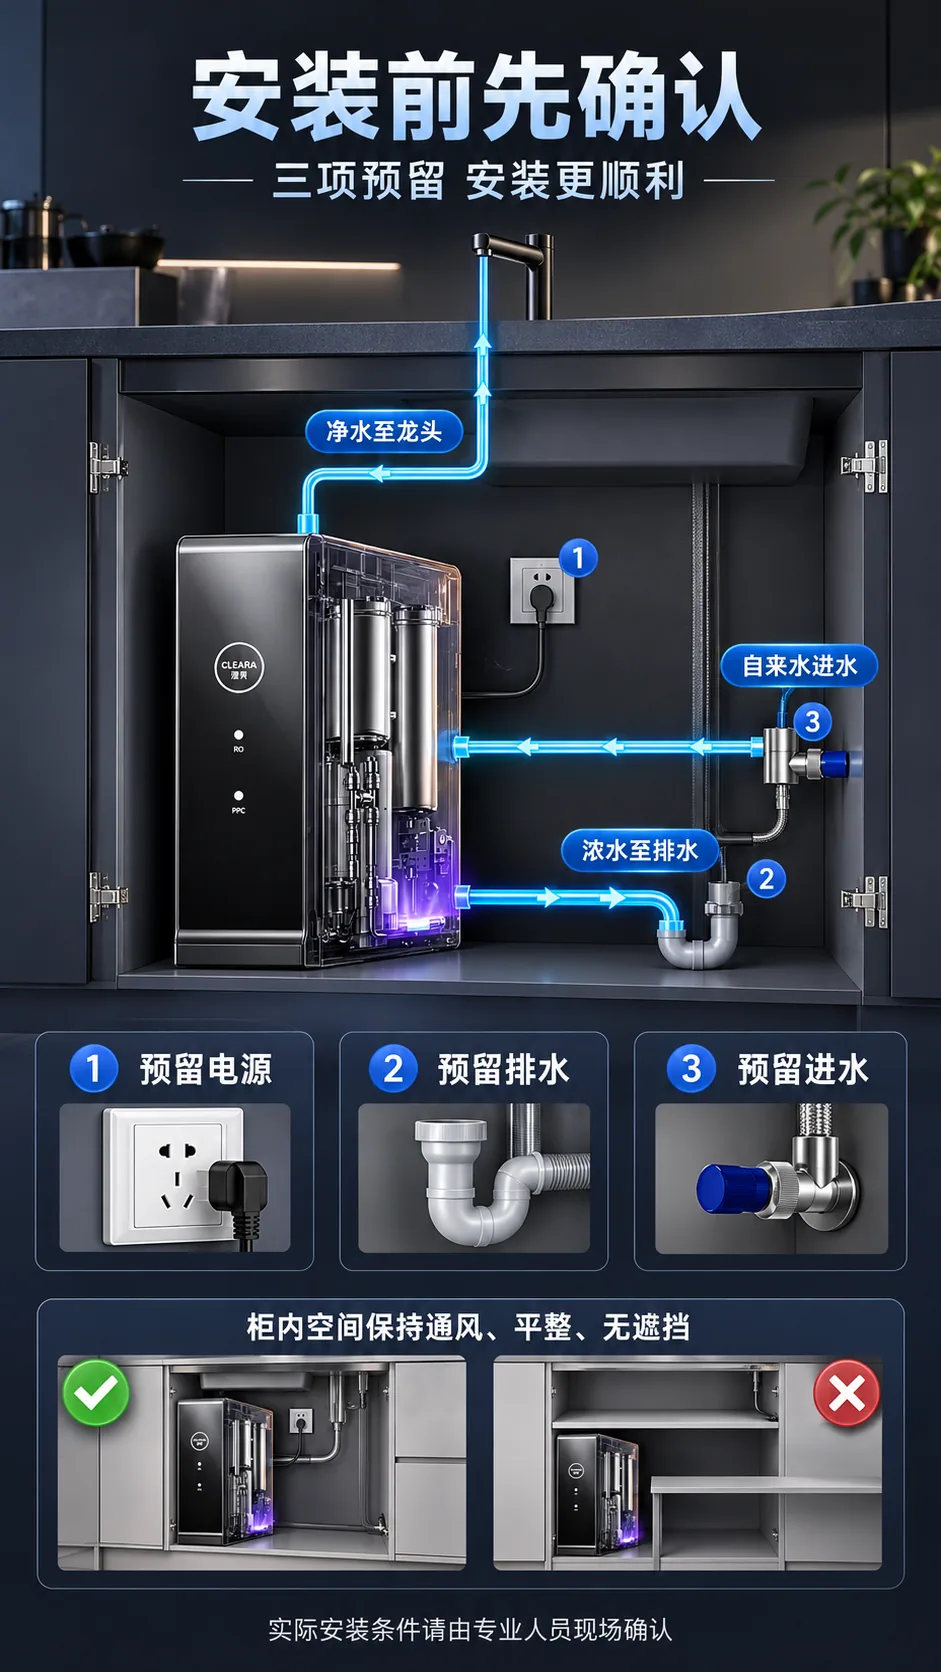 安装前先确认
三项预留 安装更顺利
净水至龙头
1
自来水进水
3
CLEARA
RO
PPC
浓水至排水
2
1 预留电源
2 预留排水
3 预留进水
柜内空间保持通风、平整、无遮挡
实际安装条件请由专业人员现场确认